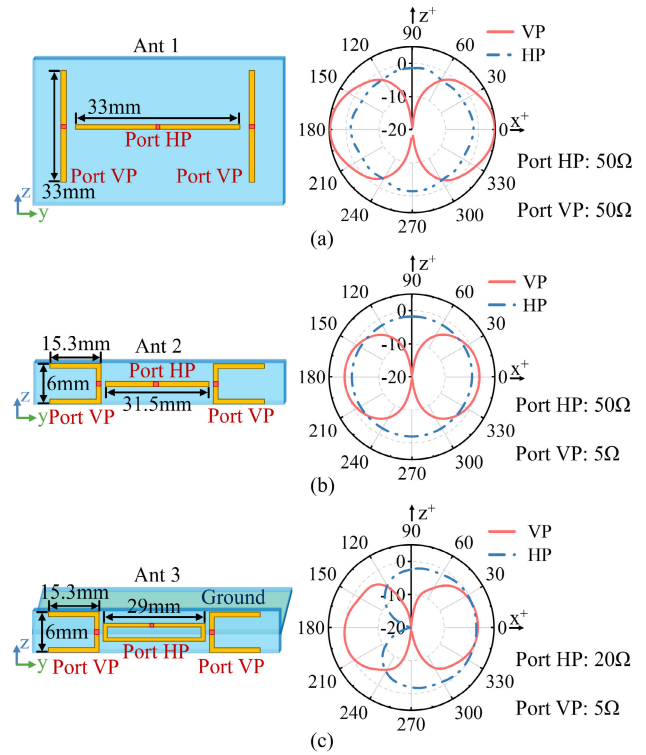 Ant 1
33mm
Port HP
Port VP
Port VP
33mm
z
y
90
z+
120
60
0
150
30
-10
180
-20
0
x+
210
330
240
300
270
VP
HP
Port HP: 50Ω
Port VP: 50Ω
(a)
Ant 2
15.3mm
Port HP
6mm
31.5mm
Port VP
Port VP
z
y
90
z+
120
60
0
150
30
-10
180
-20
0
x+
210
330
240
300
270
VP
HP
Port HP: 50Ω
Port VP: 5Ω
(b)
Ant 3
15.3mm
Ground
29mm
6mm
Port HP
Port VP
Port VP
z
y
90
z+
120
60
0
150
30
-10
180
-20
0
x+
210
330
240
300
270
VP
HP
Port HP: 20Ω
Port VP: 5Ω
(c)